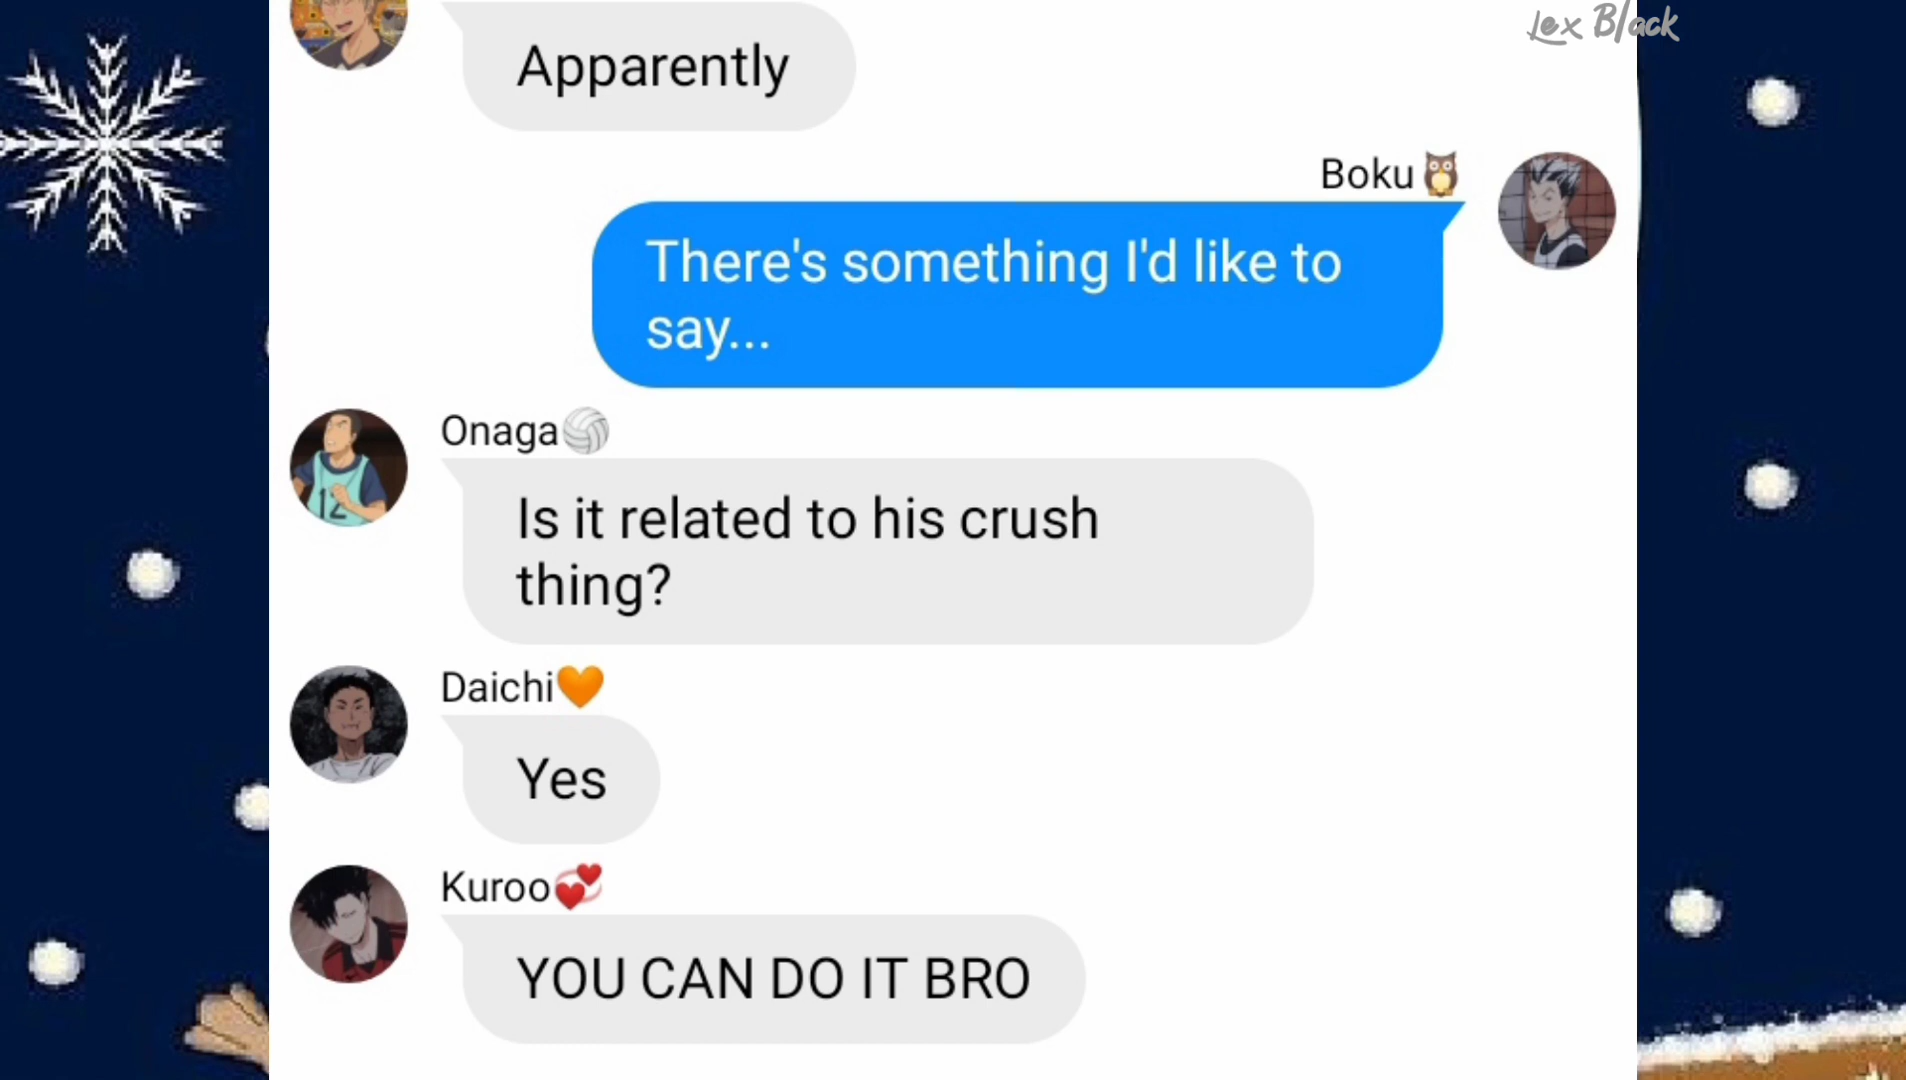 Lex Black
Apparently
Boku🦉
There's something I'd like to
say...
Onaga🏐
12
Is it related to his crush
thing?
Daichi🧡
Yes
Kuroo💞
YOU CAN DO IT BRO